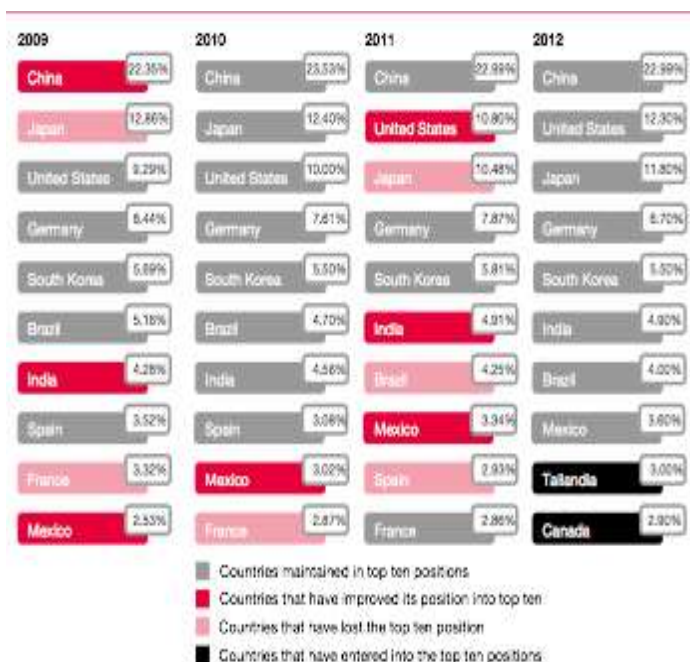 2009 2010 2011 2012
China 22.35% China 23.53% China 22.99% China 22.99%
Japan 12.86% Japan 12.40% United States 10.80% United States 12.30%
United States 9.29% United States 10.00% Japan 10.48% Japan 11.80%
Germany 8.44% Germany 7.61% Germany 7.87% Germany 6.70%
South Korea South Korea 5.50% South Korea 5.81% South Korea 5.50%
Brazil 5.16% Brazil 4.70% India 4.91% India 4.90%
India 4.28% India 4.56% Brazil 4.25% Brazil 4.00%
Spain 3.52% Spain 3.08% Mexico 3.34% Mexico 3.60%
France 3.32% Mexico 3.02% Spain 2.93% Tailandia 3.00%
Mexico 2.53% France 2.87% France 2.86% Canada 2.90%
Countries maintained in top ten positions
Countries that have improved its position into top ten
Countries that have lost the top ten position
Countries that have entered into the top ten positions